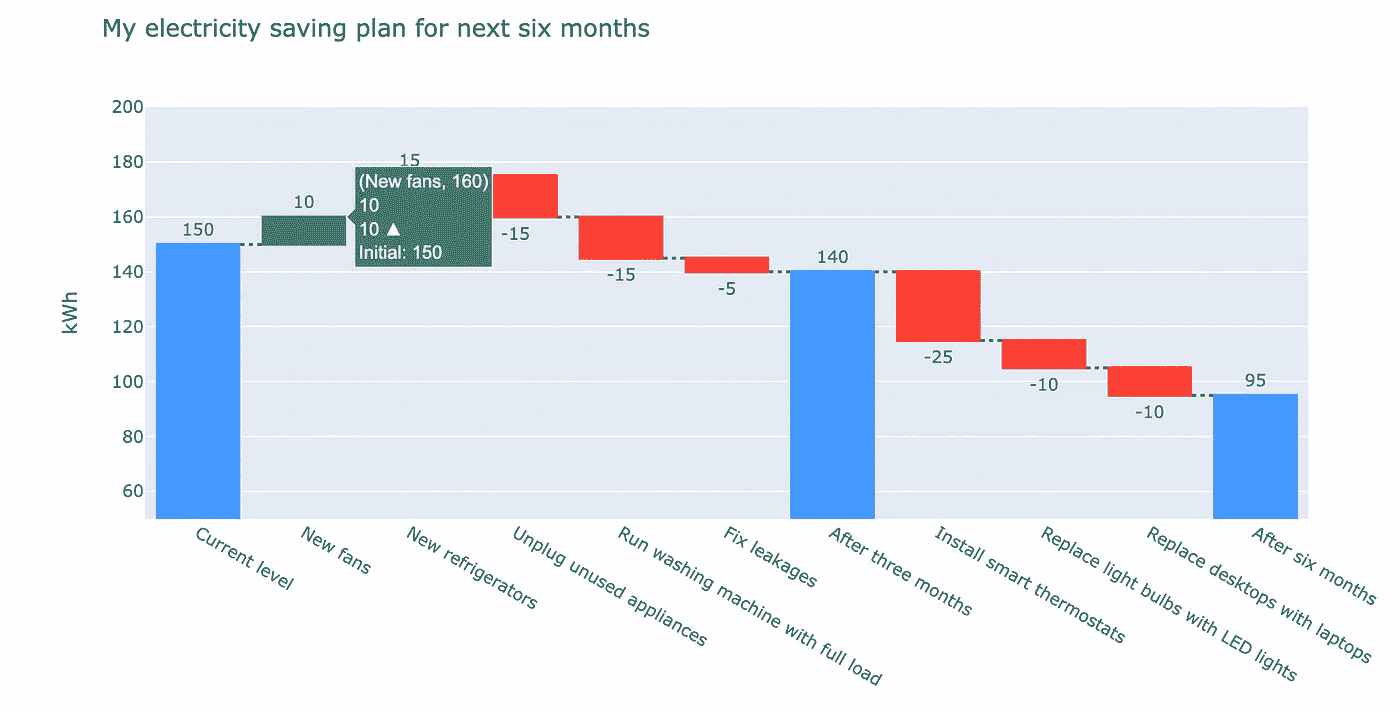 My electricity saving plan for next six months
200
180
160
140
120
100
80
60
kWh
150
10
15
-15
-15
-5
140
-25
-10
-10
95
(New fans, 160)
10
10 ▲
Initial: 150
Current level
New fans
New refrigerators
Unplug unused appliances
Run washing machine with full load
Fix leakages
After three months
Install smart thermostats
Replace light bulbs with LED lights
Replace desktops with laptops
After six months